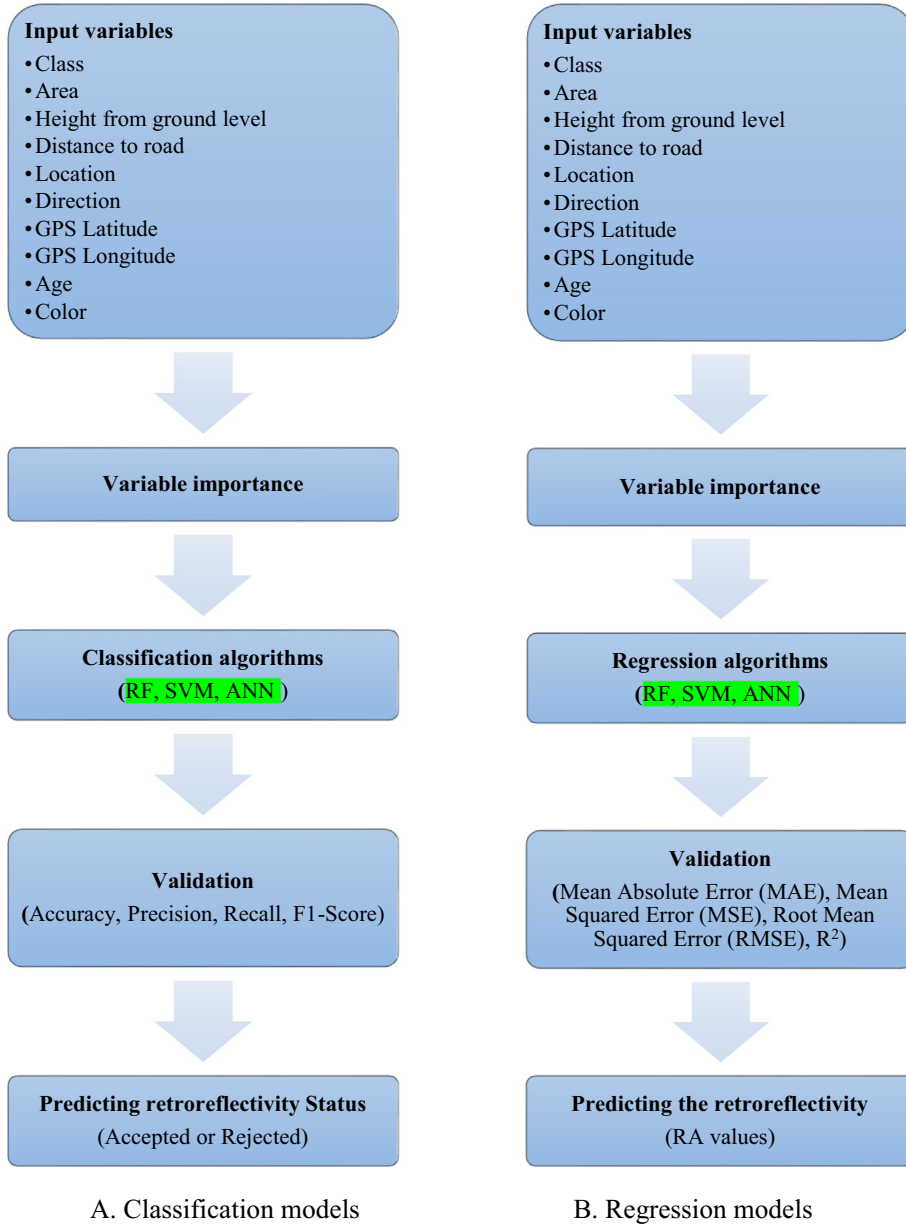 Input variables
•Class
•Area
•Height from ground level
•Distance to road
•Location
•Direction
•GPS Latitude
•GPS Longitude
•Age
•Color
Variable importance
Classification algorithms
(RF, SVM, ANN )
Validation
(Accuracy, Precision, Recall, F1-Score)
Predicting retroreflectivity Status
(Accepted or Rejected)
A. Classification models
Input variables
•Class
•Area
•Height from ground level
•Distance to road
•Location
•Direction
•GPS Latitude
•GPS Longitude
•Age
•Color
Variable importance
Regression algorithms
(RF, SVM, ANN )
Validation
(Mean Absolute Error (MAE), Mean
Squared Error (MSE), Root Mean
Squared Error (RMSE), R²)
Predicting the retroreflectivity
(RA values)
B. Regression models